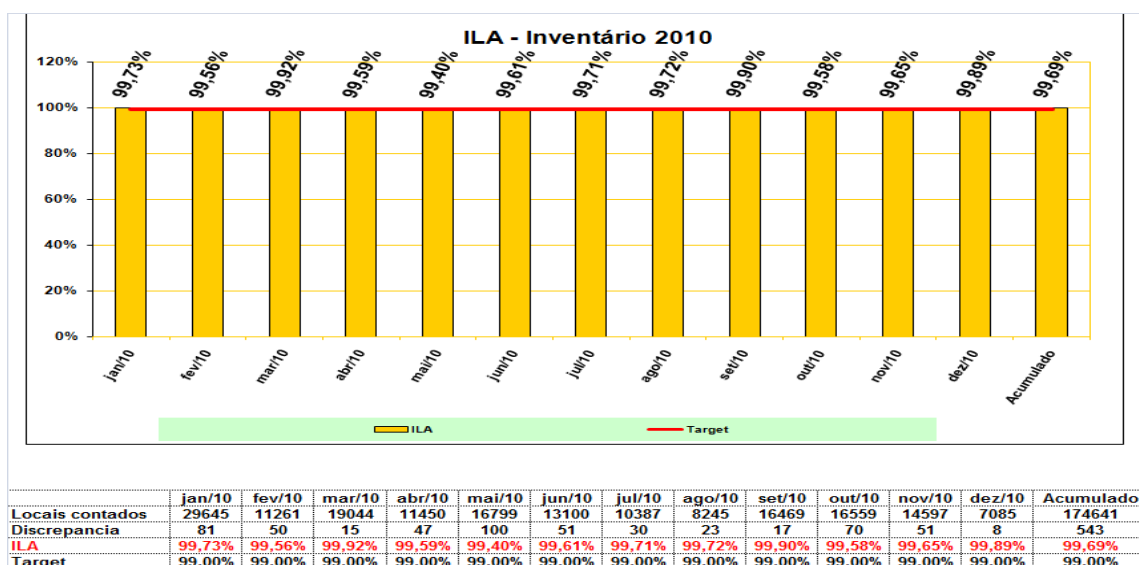 ILA - Inventário 2010
120% 99,73% 99,56% 99,92% 99,59% 99,40% 99,61% 99,71% 99,72% 99,90% 99,58% 99,65% 99,89% 99,69%
100%
80%
60%
40%
20%
0%
jan/10 fev/10 mar/10 abr/10 mai/10 jun/10 jul/10 ago/10 set/10 out/10 nov/10 dez/10 Acumulado
ILA Target
jan/10 fev/10 mar/10 abr/10 mai/10 jun/10 jul/10 ago/10 set/10 out/10 nov/10 dez/10 Acumulado
Locais contados 29645 11261 19044 11450 16799 13100 10387 8245 16469 16559 14597 7085 174641
Discrepancia 81 50 15 47 100 51 30 23 17 70 51 8 543
ILA 99,73% 99,56% 99,92% 99,59% 99,40% 99,61% 99,71% 99,72% 99,90% 99,58% 99,65% 99,89% 99,69%
Target 99,00% 99,00% 99,00% 99,00% 99,00% 99,00% 99,00% 99,00% 99,00% 99,00% 99,00% 99,00% 99,00%